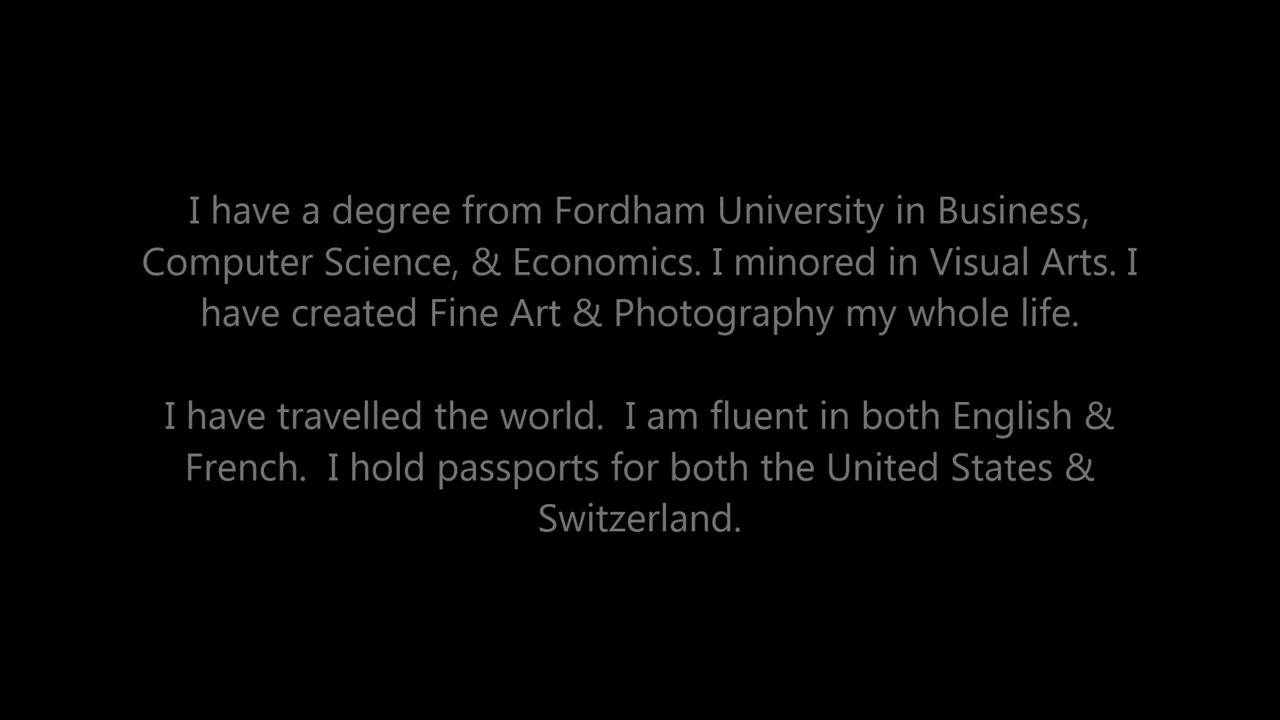 I have a degree from Fordham University in Business,
Computer Science, & Economics. I minored in Visual Arts. I
have created Fine Art & Photography my whole life.
I have travelled the world.  I am fluent in both English &
French.  I hold passports for both the United States &
Switzerland.